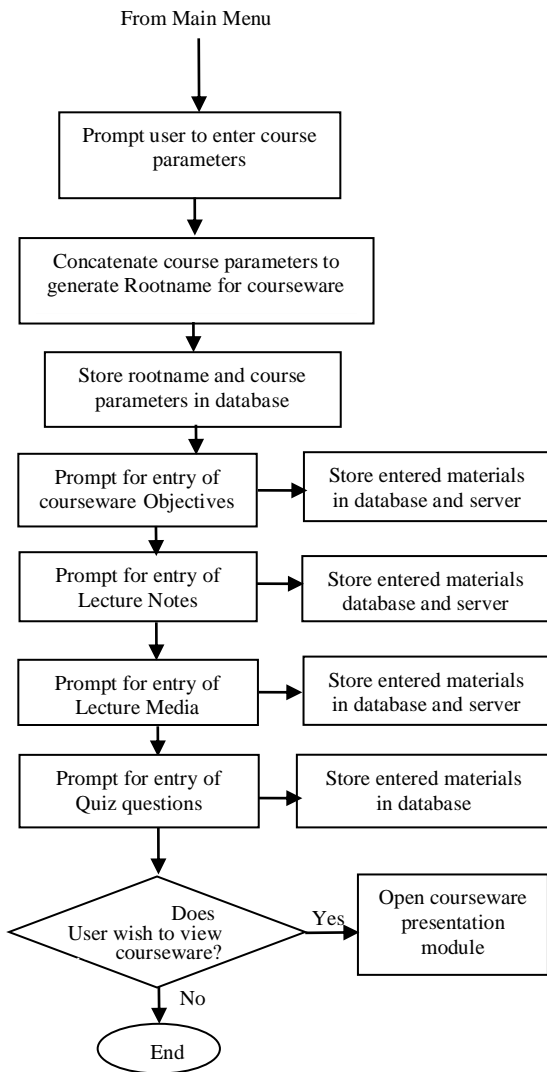 From Main Menu
Prompt user to enter course
parameters
Concatenate course parameters to
generate Rootname for courseware
Store rootname and course
parameters in database
Prompt for entry of
courseware Objectives
Store entered materials
in database and server
Prompt for entry of
Lecture Notes
Store entered materials
database and server
Prompt for entry of
Lecture Media
Store entered materials
in database and server
Prompt for entry of
Quiz questions
Store entered materials
in database
Does
User wish to view
courseware?
Yes
Open courseware
presentation
module
No
End